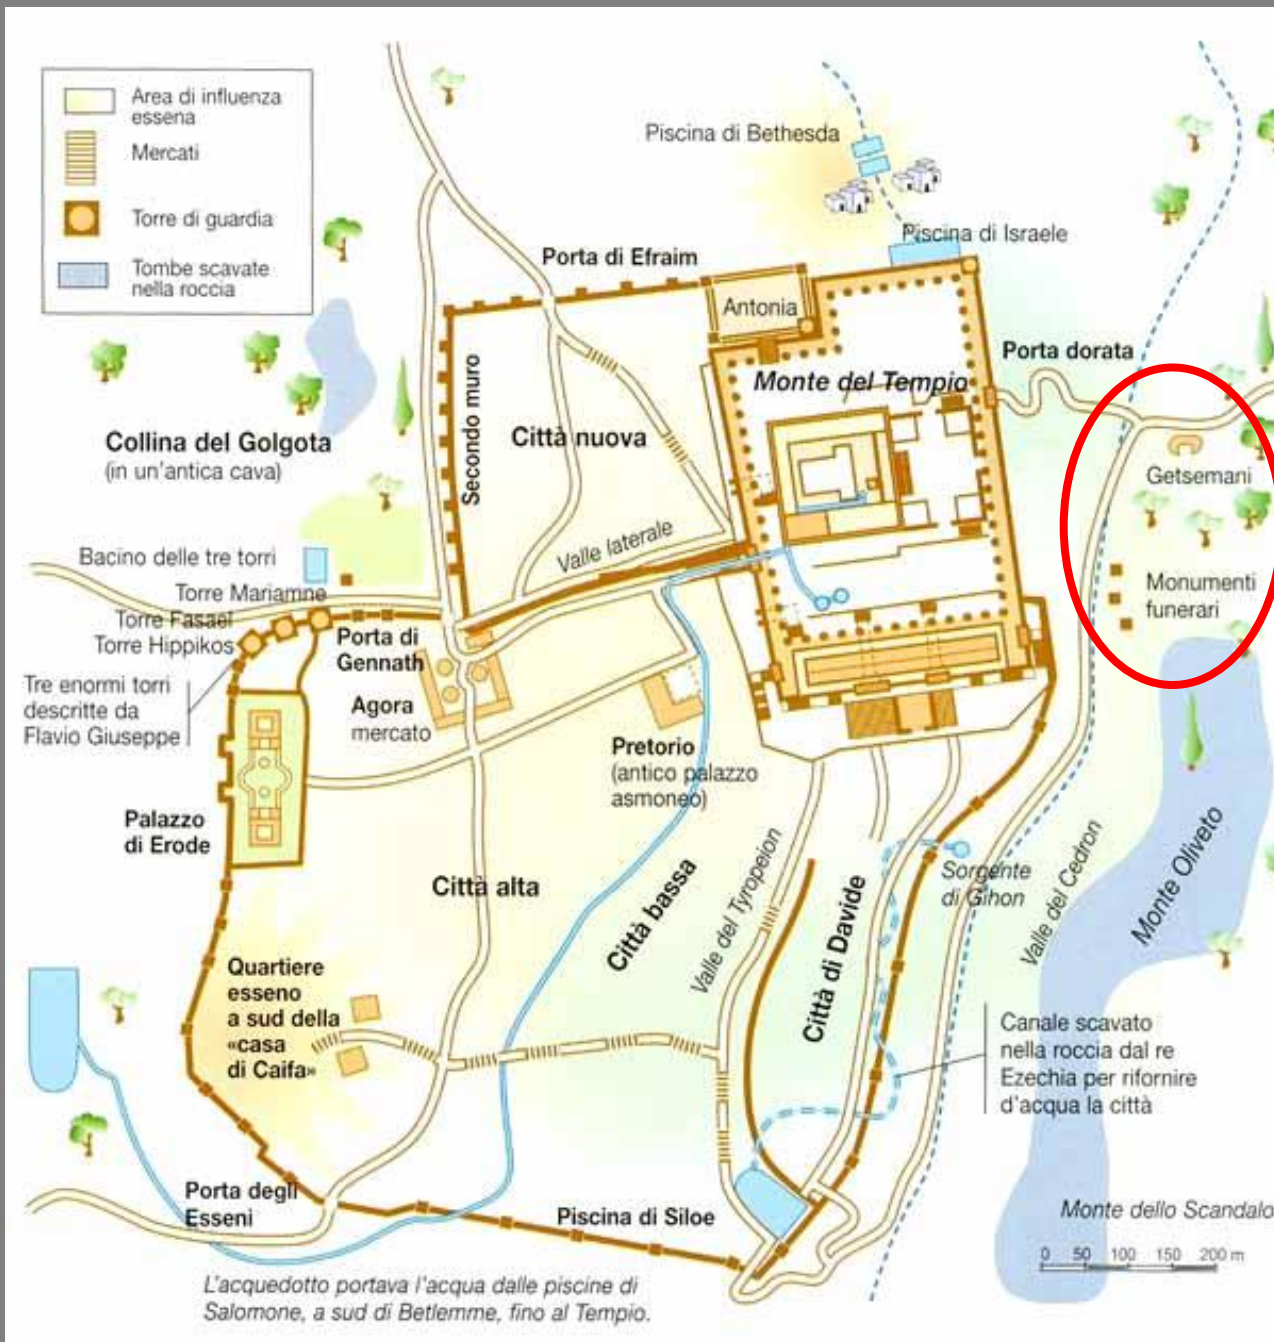 Area di influenza
essena
Mercati
Torre di guardia
Tombe scavate
nella roccia
Piscina di Bethesda
Piscina di Israele
Porta di Efraim
Antonia
Porta dorata
Monte del Tempio
Secondo muro
Città nuova
Collina del Golgota
(in un'antica cava)
Getsemani
Valle laterale
Bacino delle tre torri
Monumenti
funerari
Torre Mariamne
Torre Fasael
Torre Hippikos
Porta di
Gennath
Tre enormi torri
descritte da
Flavio Giuseppe
Agora
mercato
Pretorio
(antico palazzo
asmoneo)
Palazzo
di Erode
Città alta
Città bassa
Valle del Tyropeion
Città di Davide
Sorgente
di Gihon
Valle del Cedron
Monte Oliveto
Quartiere
esseno
a sud della
«casa
di Caifa»
Canale scavato
nella roccia dal re
Ezechia per rifornire
d'acqua la città
Porta degli
Esseni
Piscina di Siloe
Monte dello Scandalo
0 50 100 150 200 m
L'acquedotto portava l'acqua dalle piscine di
Salomone, a sud di Betlemme, fino al Tempio.